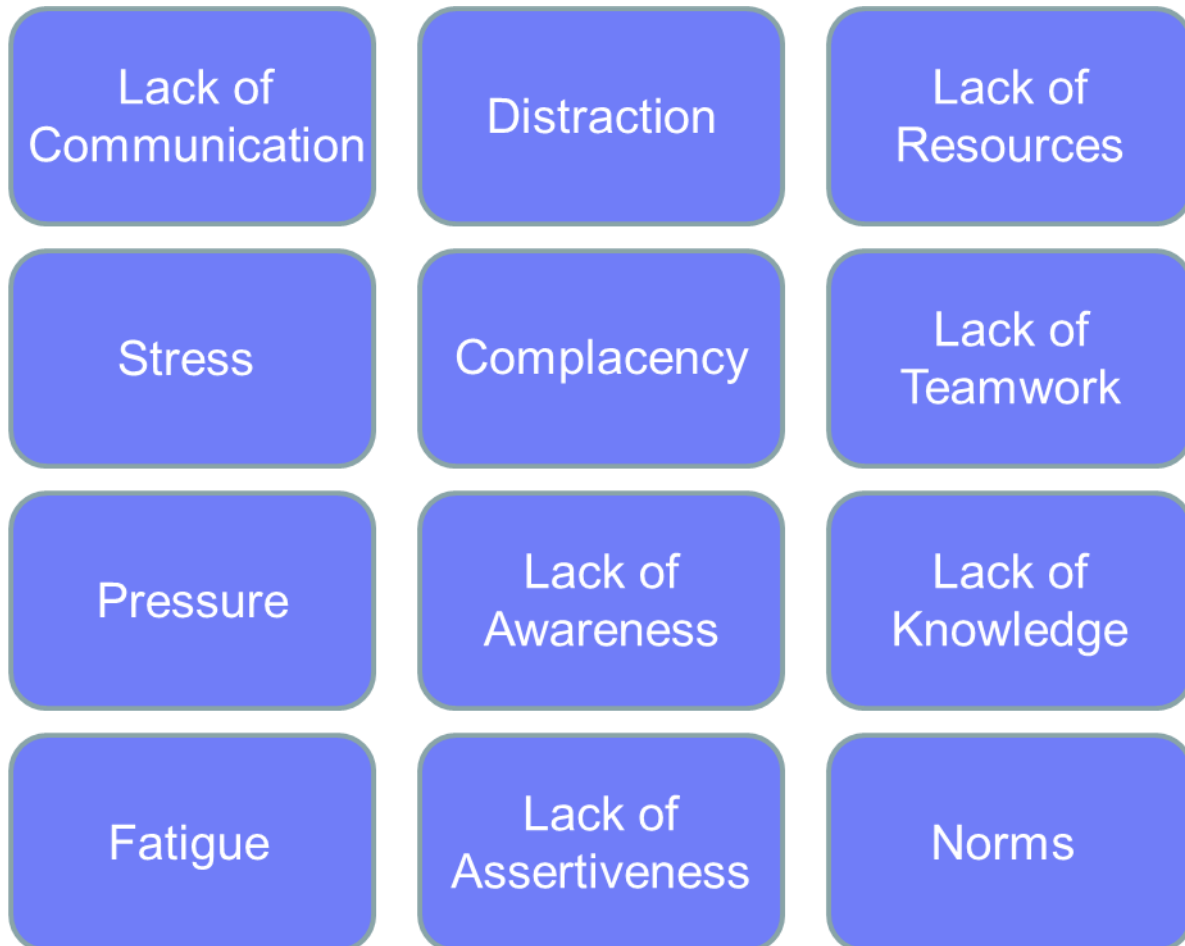 Lack of
Communication
Distraction
Lack of
Resources
Stress
Complacency
Lack of
Teamwork
Pressure
Lack of
Awareness
Lack of
Knowledge
Fatigue
Lack of
Assertiveness
Norms